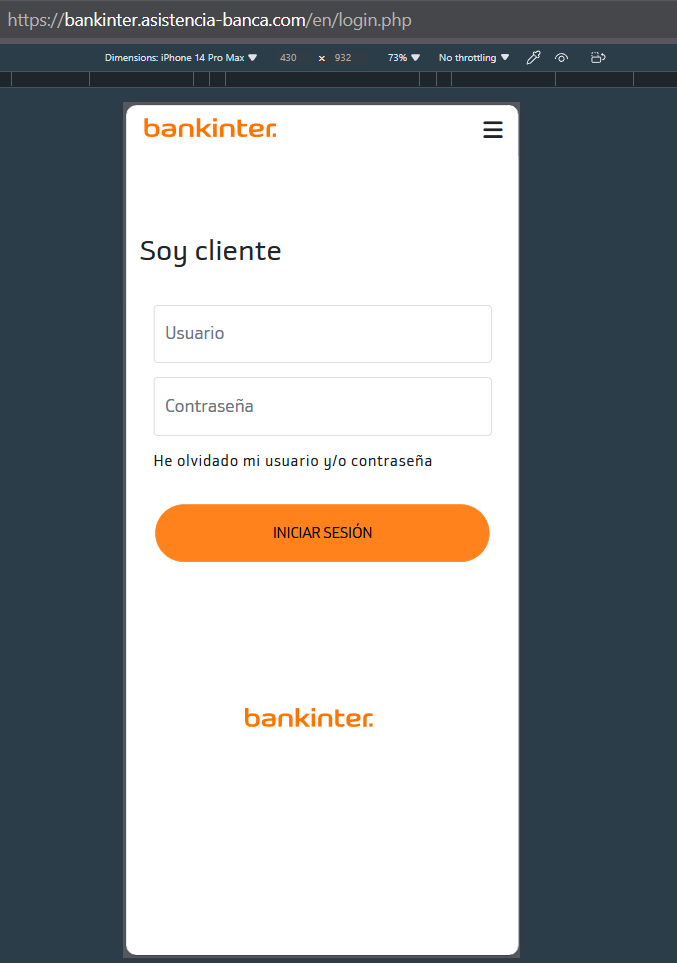 https://bankinter.asistencia-banca.com/en/login.php
Dimensions: iPhone 14 Pro Max 430 x 932 73% No throttling
bankinter.
Soy cliente
Usuario
Contraseña
He olvidado mi usuario y/o contraseña
INICIAR SESIÓN
bankinter.